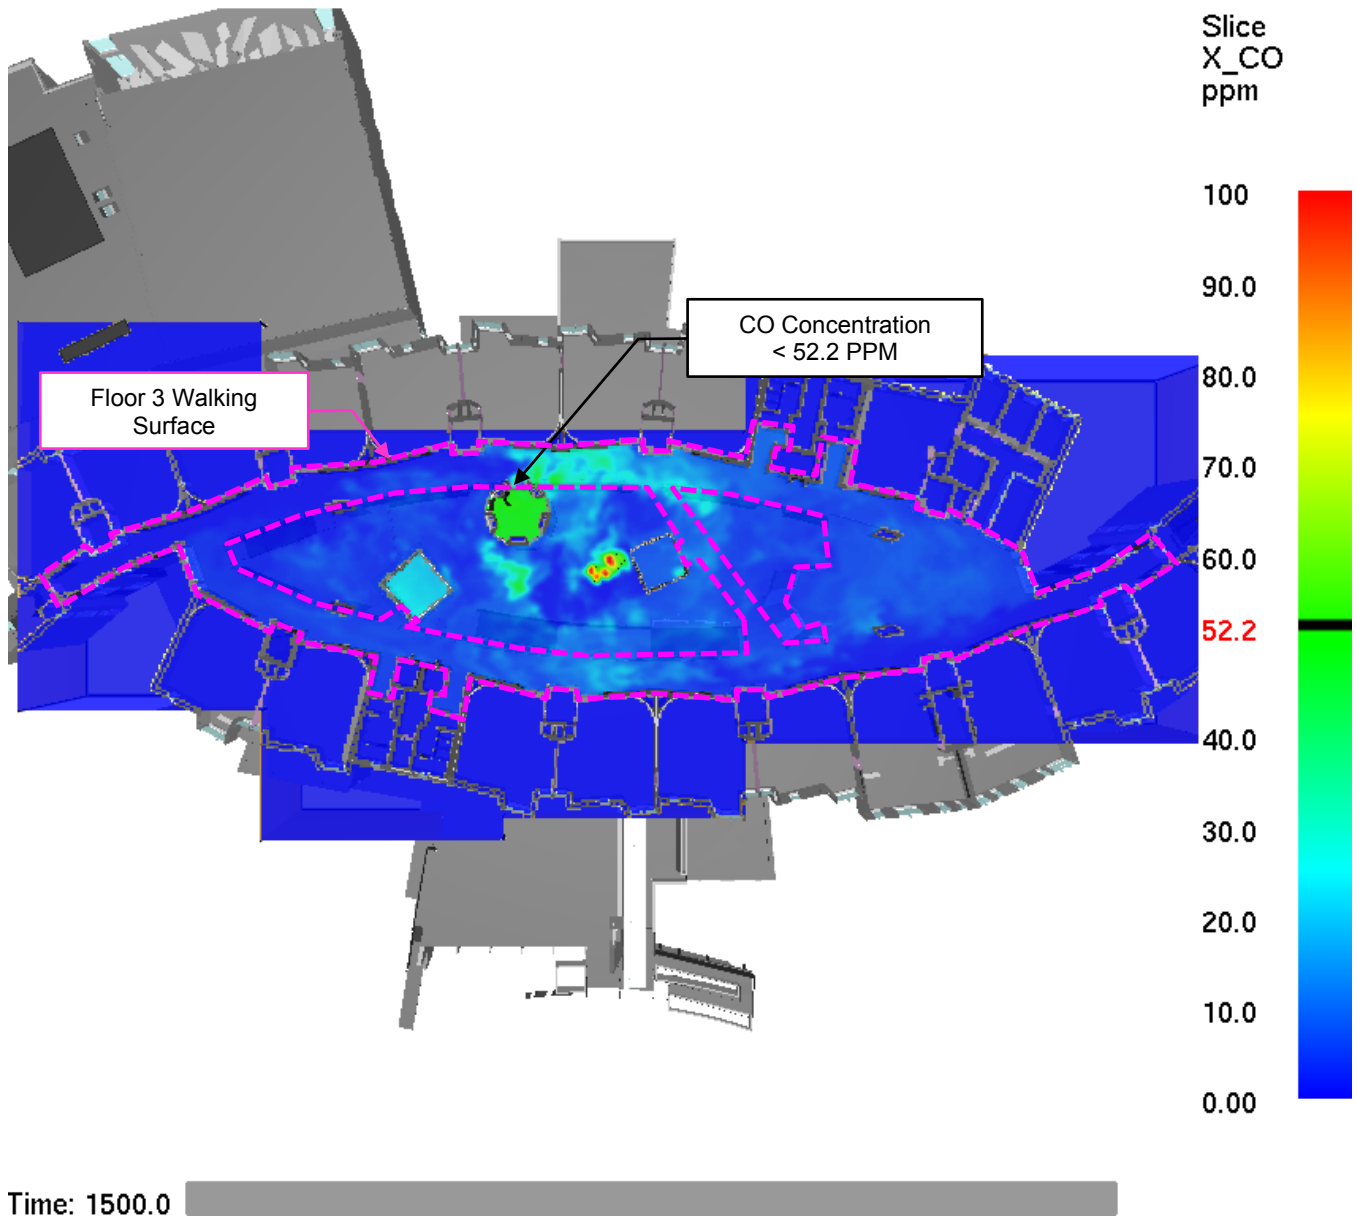 Slice
X_CO
ppm
100
90.0
80.0
70.0
60.0
52.2
40.0
30.0
20.0
10.0
0.00
CO Concentration
< 52.2 PPM
Floor 3 Walking
Surface
Time: 1500.0